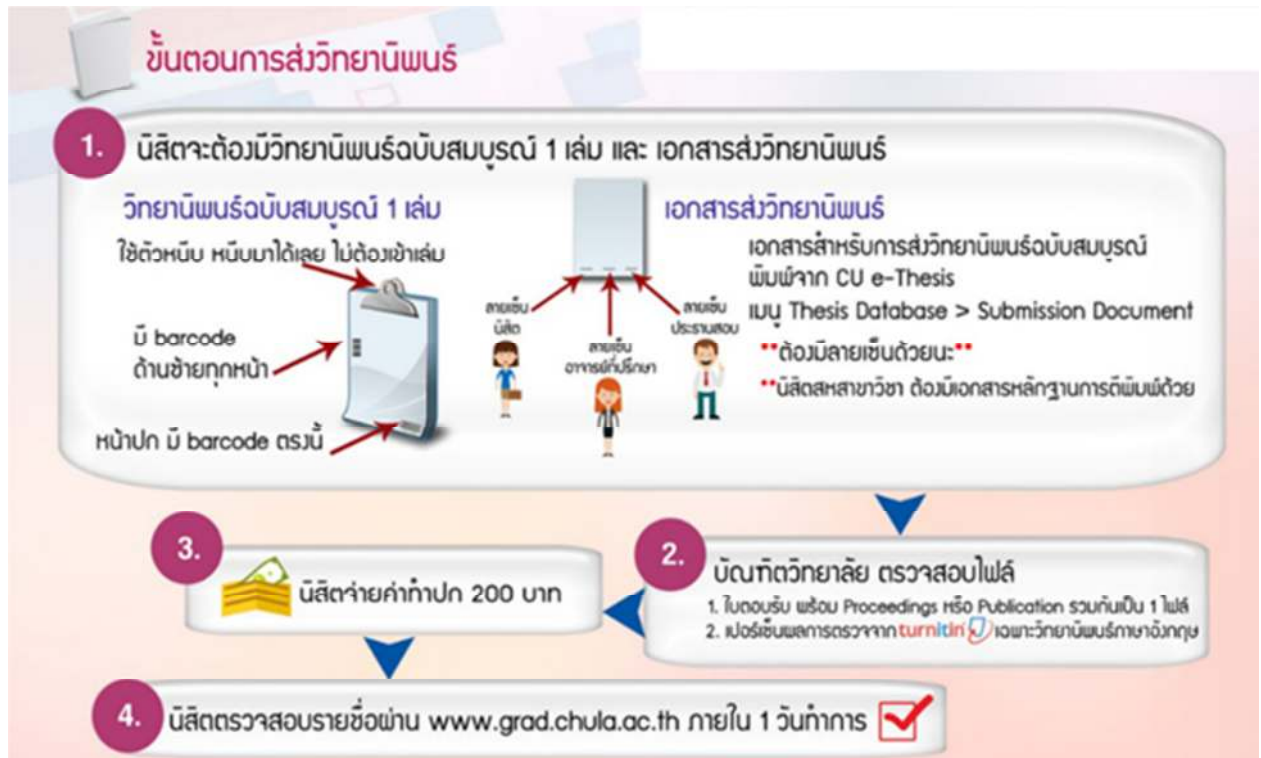 ขั้นตอนการส่งวิทยานิพนธ์
1. นิสิตจะต้องมีวิทยานิพนธ์ฉบับสมบูรณ์ 1 เล่ม และ เอกสารส่งวิทยานิพนธ์
วิทยานิพนธ์ฉบับสมบูรณ์ 1 เล่ม
ใช้ตัวหนีบ หนีบมาได้เลย ไม่ต้องเข้าเล่ม
มี barcode
ด้านซ้ายทุกหน้า
หน้าปก มี barcode ตรงนี้
ลายเซ็น
นิสิต
ลายเซ็น
อาจารย์ที่ปรึกษา
ลายเซ็น
ประธานสอบ
เอกสารส่งวิทยานิพนธ์
เอกสารสำหรับการส่งวิทยานิพนธ์ฉบับสมบูรณ์
พิมพ์จาก CU e-Thesis
เมนู Thesis Database > Submission Document
**ต้องมีลายเซ็นด้วยนะ**
**นิสิตสหสาขาวิชา ต้องมีเอกสารหลักฐานการตีพิมพ์ด้วย
2. บัณฑิตวิทยาลัย ตรวจสอบไฟล์
1. ใบตอบรับ พร้อม Proceedings หรือ Publication รวมกันเป็น 1 ไฟล์
2. เปอร์เซ็นผลการตรวจจาก turnitin เฉพาะวิทยานิพนธ์ภาษาอังกฤษ
3. นิสิตจ่ายค่าทำปก 200 บาท
4. นิสิตตรวจสอบรายชื่อผ่าน www.grad.chula.ac.th ภายใน 1 วันทำการ